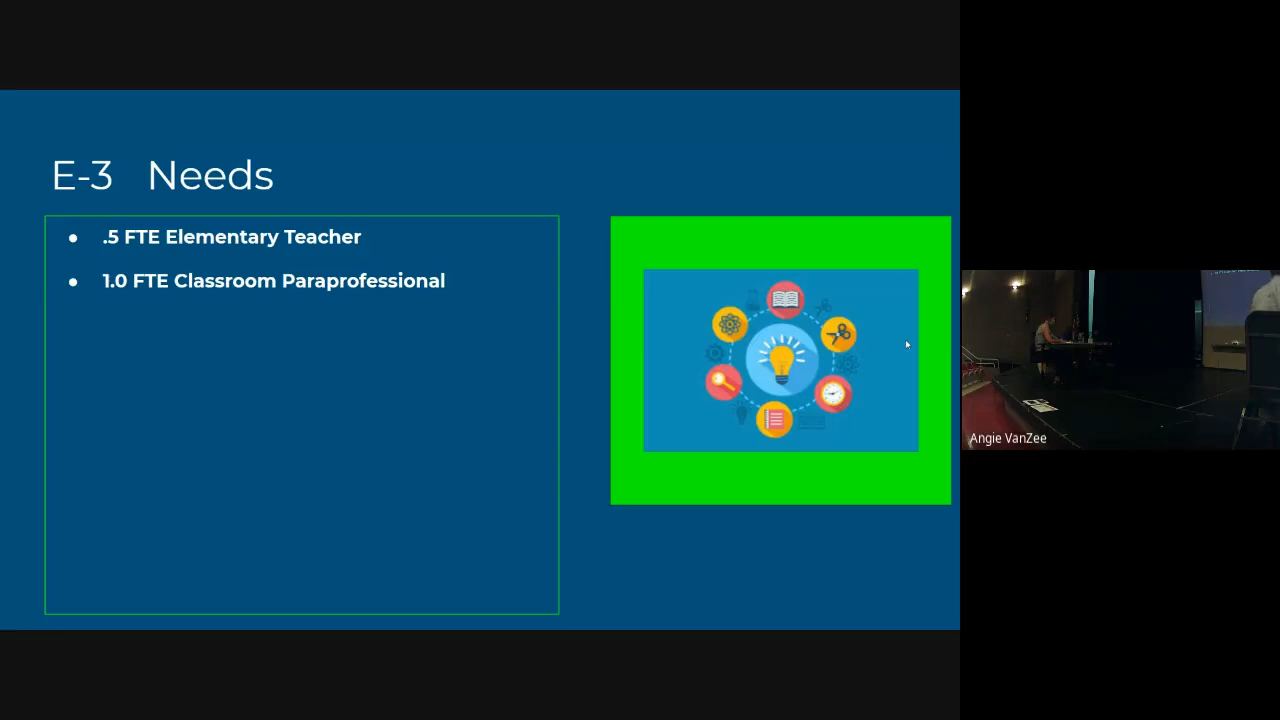 E-3 Needs
● .5 FTE Elementary Teacher
● 1.0 FTE Classroom Paraprofessional
Angie VanZee